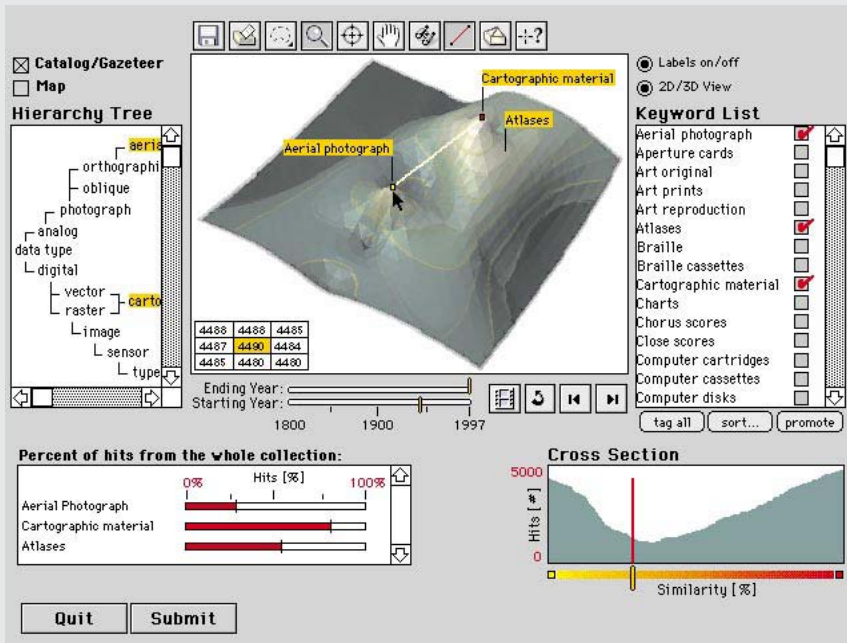 Catalog/Gazeteer
Map
Hierarchy Tree
aeria
orthographi
oblique
photograph
analog
data type
digital
vector
raster
carto
image
sensor
type
?
Cartographic material
Atlases
Aerial photograph
4488 4488 4485
4487 4490 4484
4485 4480 4480
Ending Year:
Starting Year:
1800 1900 1997
Labels on/off
2D/3D View
Keyword List
Aerial photograph
Aperture cards
Art original
Art prints
Art reproduction
Atlases
Braille
Braille cassettes
Cartographic material
Charts
Chorus scores
Close scores
Computer cartridges
Computer cassettes
Computer disks
tag all sort... promote
Percent of hits from the whole collection:
0% Hits [%] 100%
Aerial Photograph
Cartographic material
Atlases
Cross Section
5000
Hits [#]
0
Similarity [%]
Quit Submit